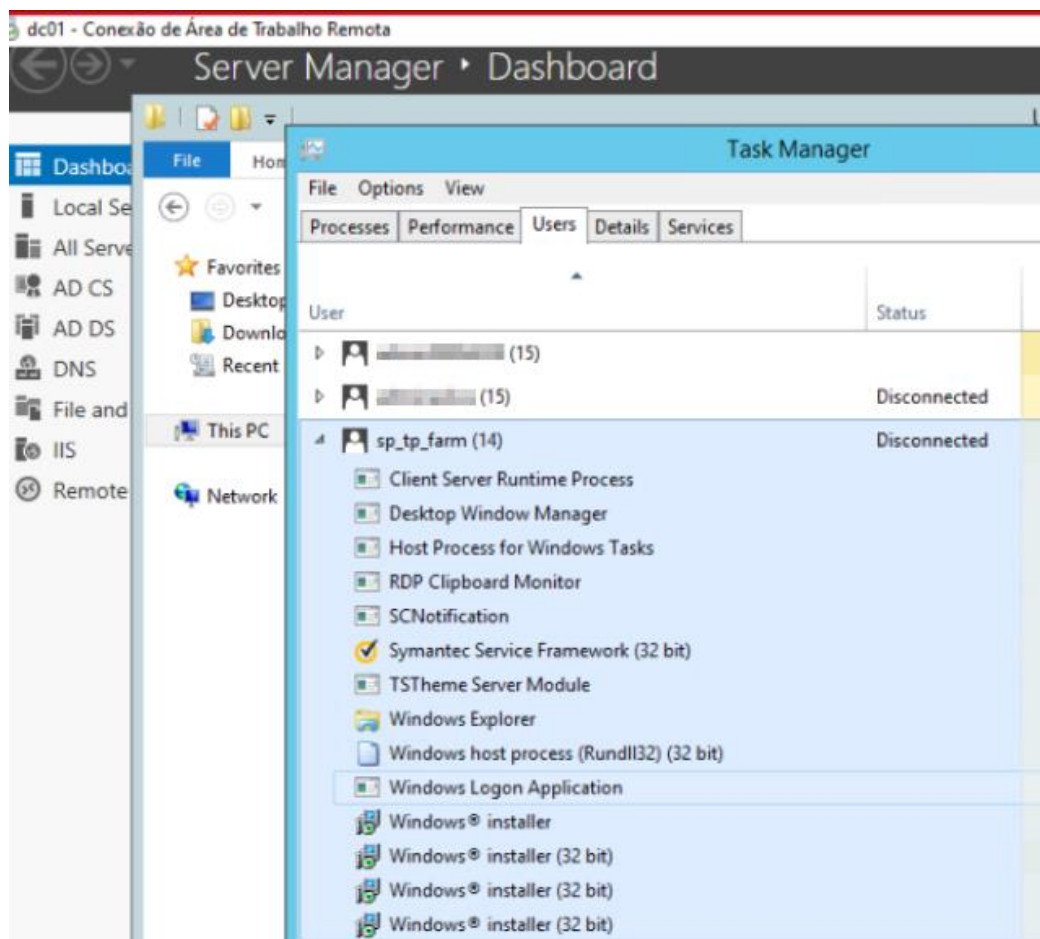 dc01 - Conexão de Área de Trabalho Remota
Server Manager • Dashboard
Task Manager
File Options View
Processes Performance Users Details Services
User Status
(15)
(15) Disconnected
sp_tp_farm (14) Disconnected
Client Server Runtime Process
Desktop Window Manager
Host Process for Windows Tasks
RDP Clipboard Monitor
SCNotification
Symantec Service Framework (32 bit)
TSTheme Server Module
Windows Explorer
Windows host process (Rundll32) (32 bit)
Windows Logon Application
Windows® installer
Windows® installer (32 bit)
Windows® installer (32 bit)
Windows® installer (32 bit)
File Hom
Favorites
Desktop
Downlo
Recent
This PC
Network
Dashboa
Local Se
All Serve
AD CS
AD DS
DNS
File and
IIS
Remote